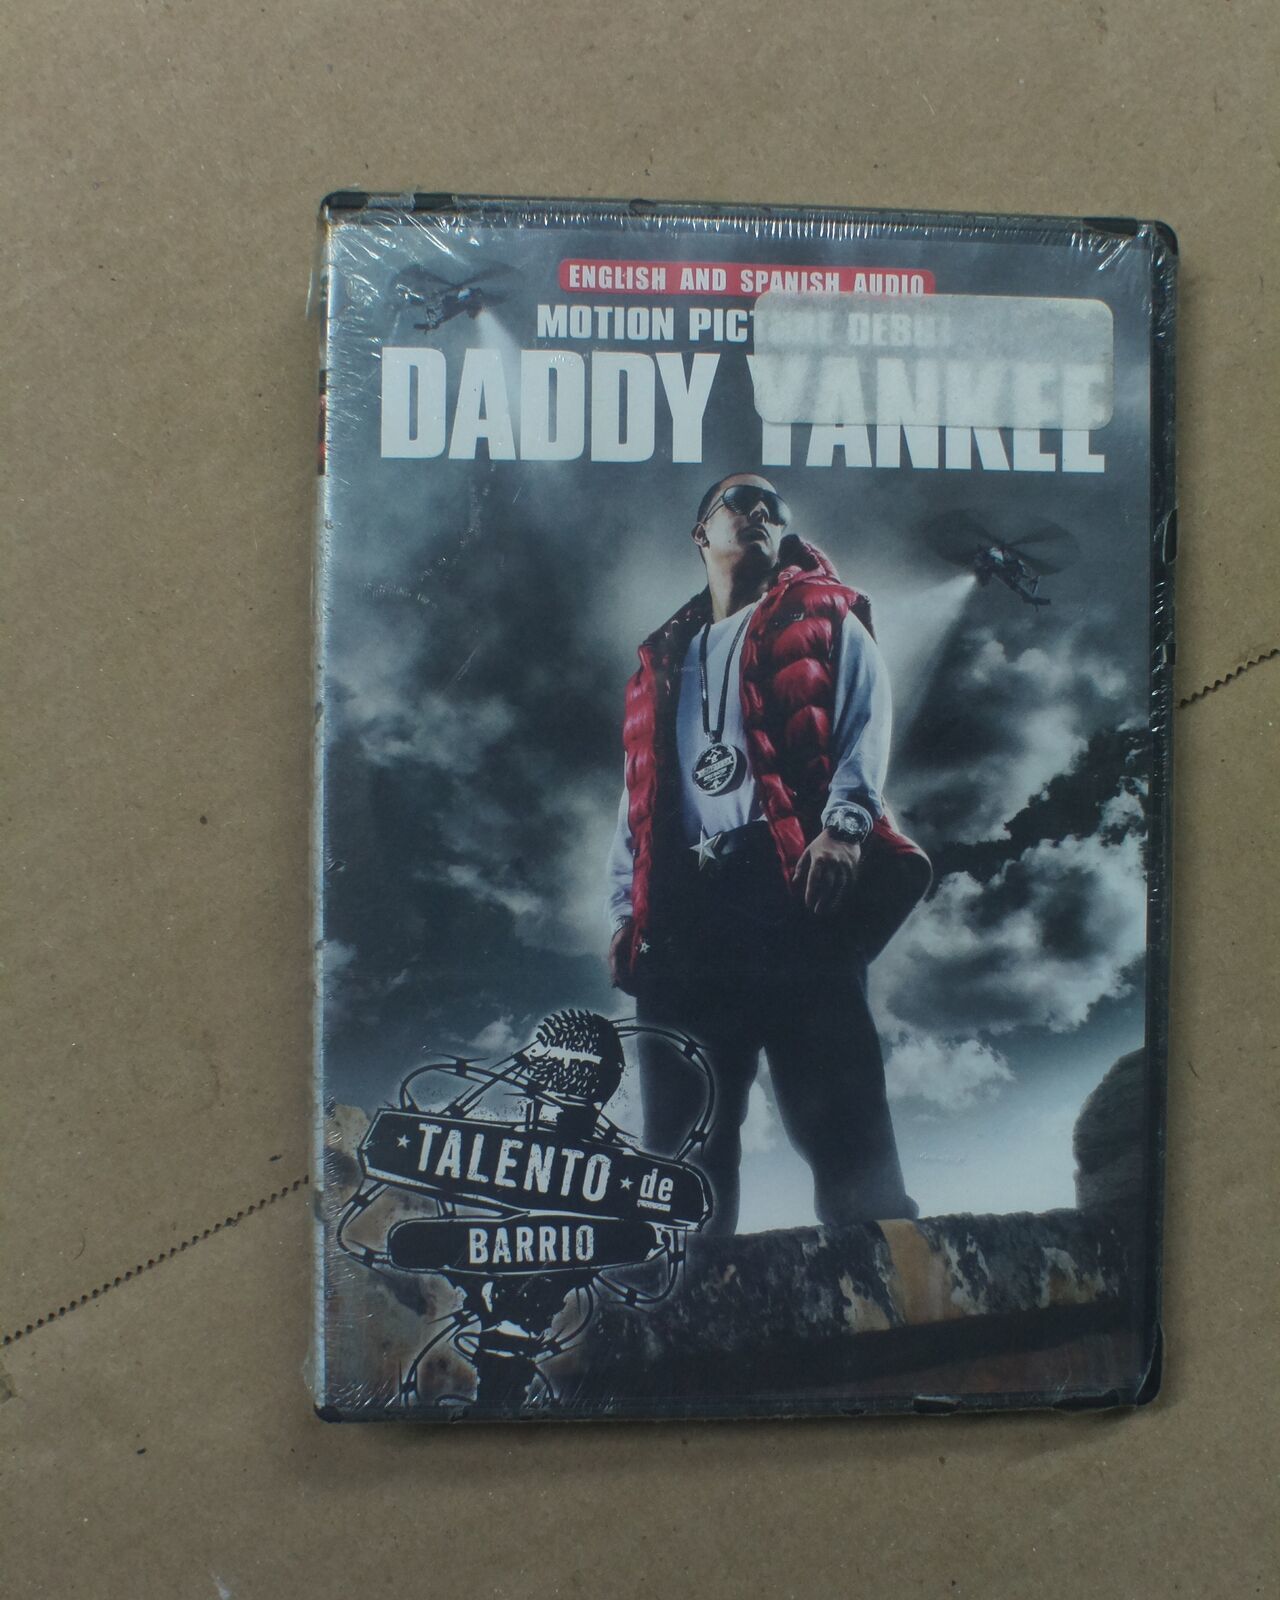 ENGLISH AND SPANISH AUDIO
MOTION PICTURE DEBUT
DADDY YANKEE
TALENTO de
BARRIO